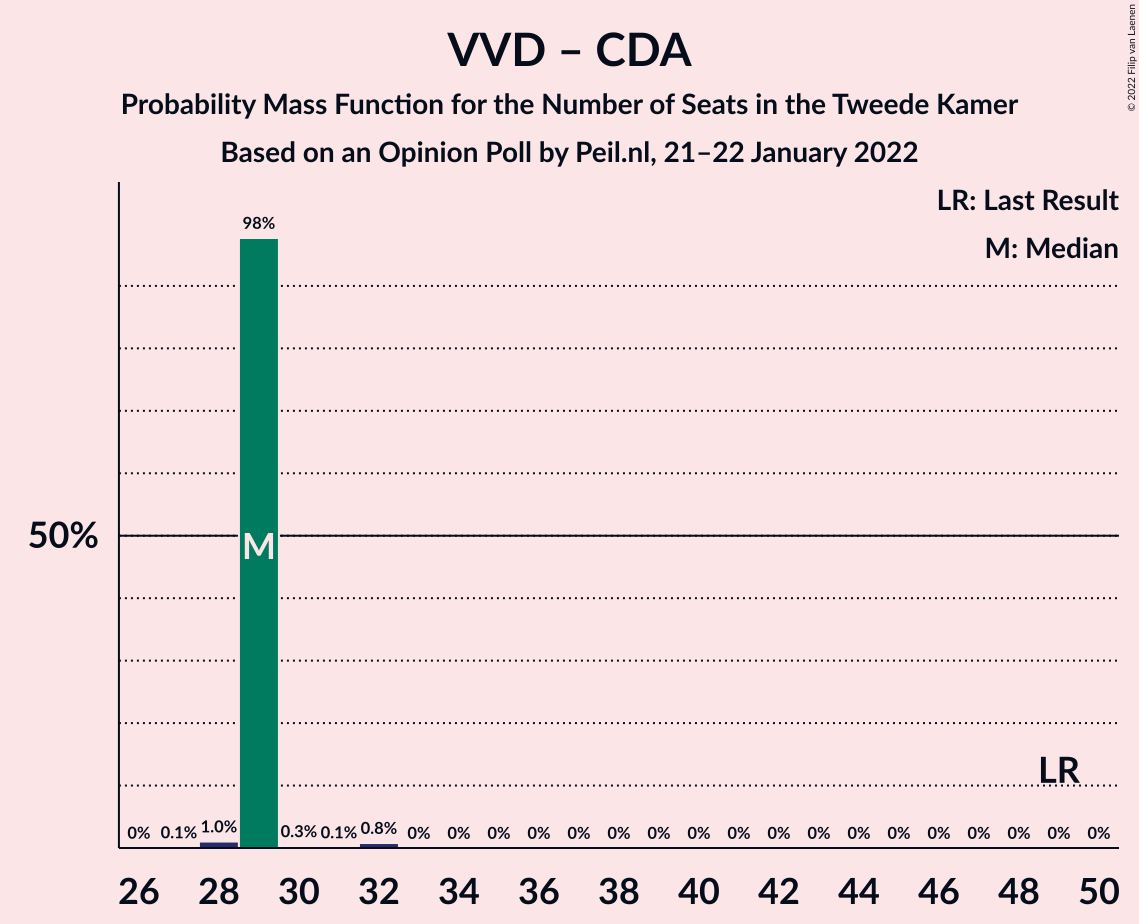 VVD – CDA
Probability Mass Function for the Number of Seats in the Tweede Kamer
Based on an Opinion Poll by Peil.nl, 21–22 January 2022
© 2022 Filip van Laenen
LR: Last Result
M: Median
98%
50%
M
LR
0% 0.1% 1.0% 0.3% 0.1% 0.8% 0% 0% 0% 0% 0% 0% 0% 0% 0% 0% 0% 0% 0% 0% 0% 0% 0% 0%
26 28 30 32 34 36 38 40 42 44 46 48 50